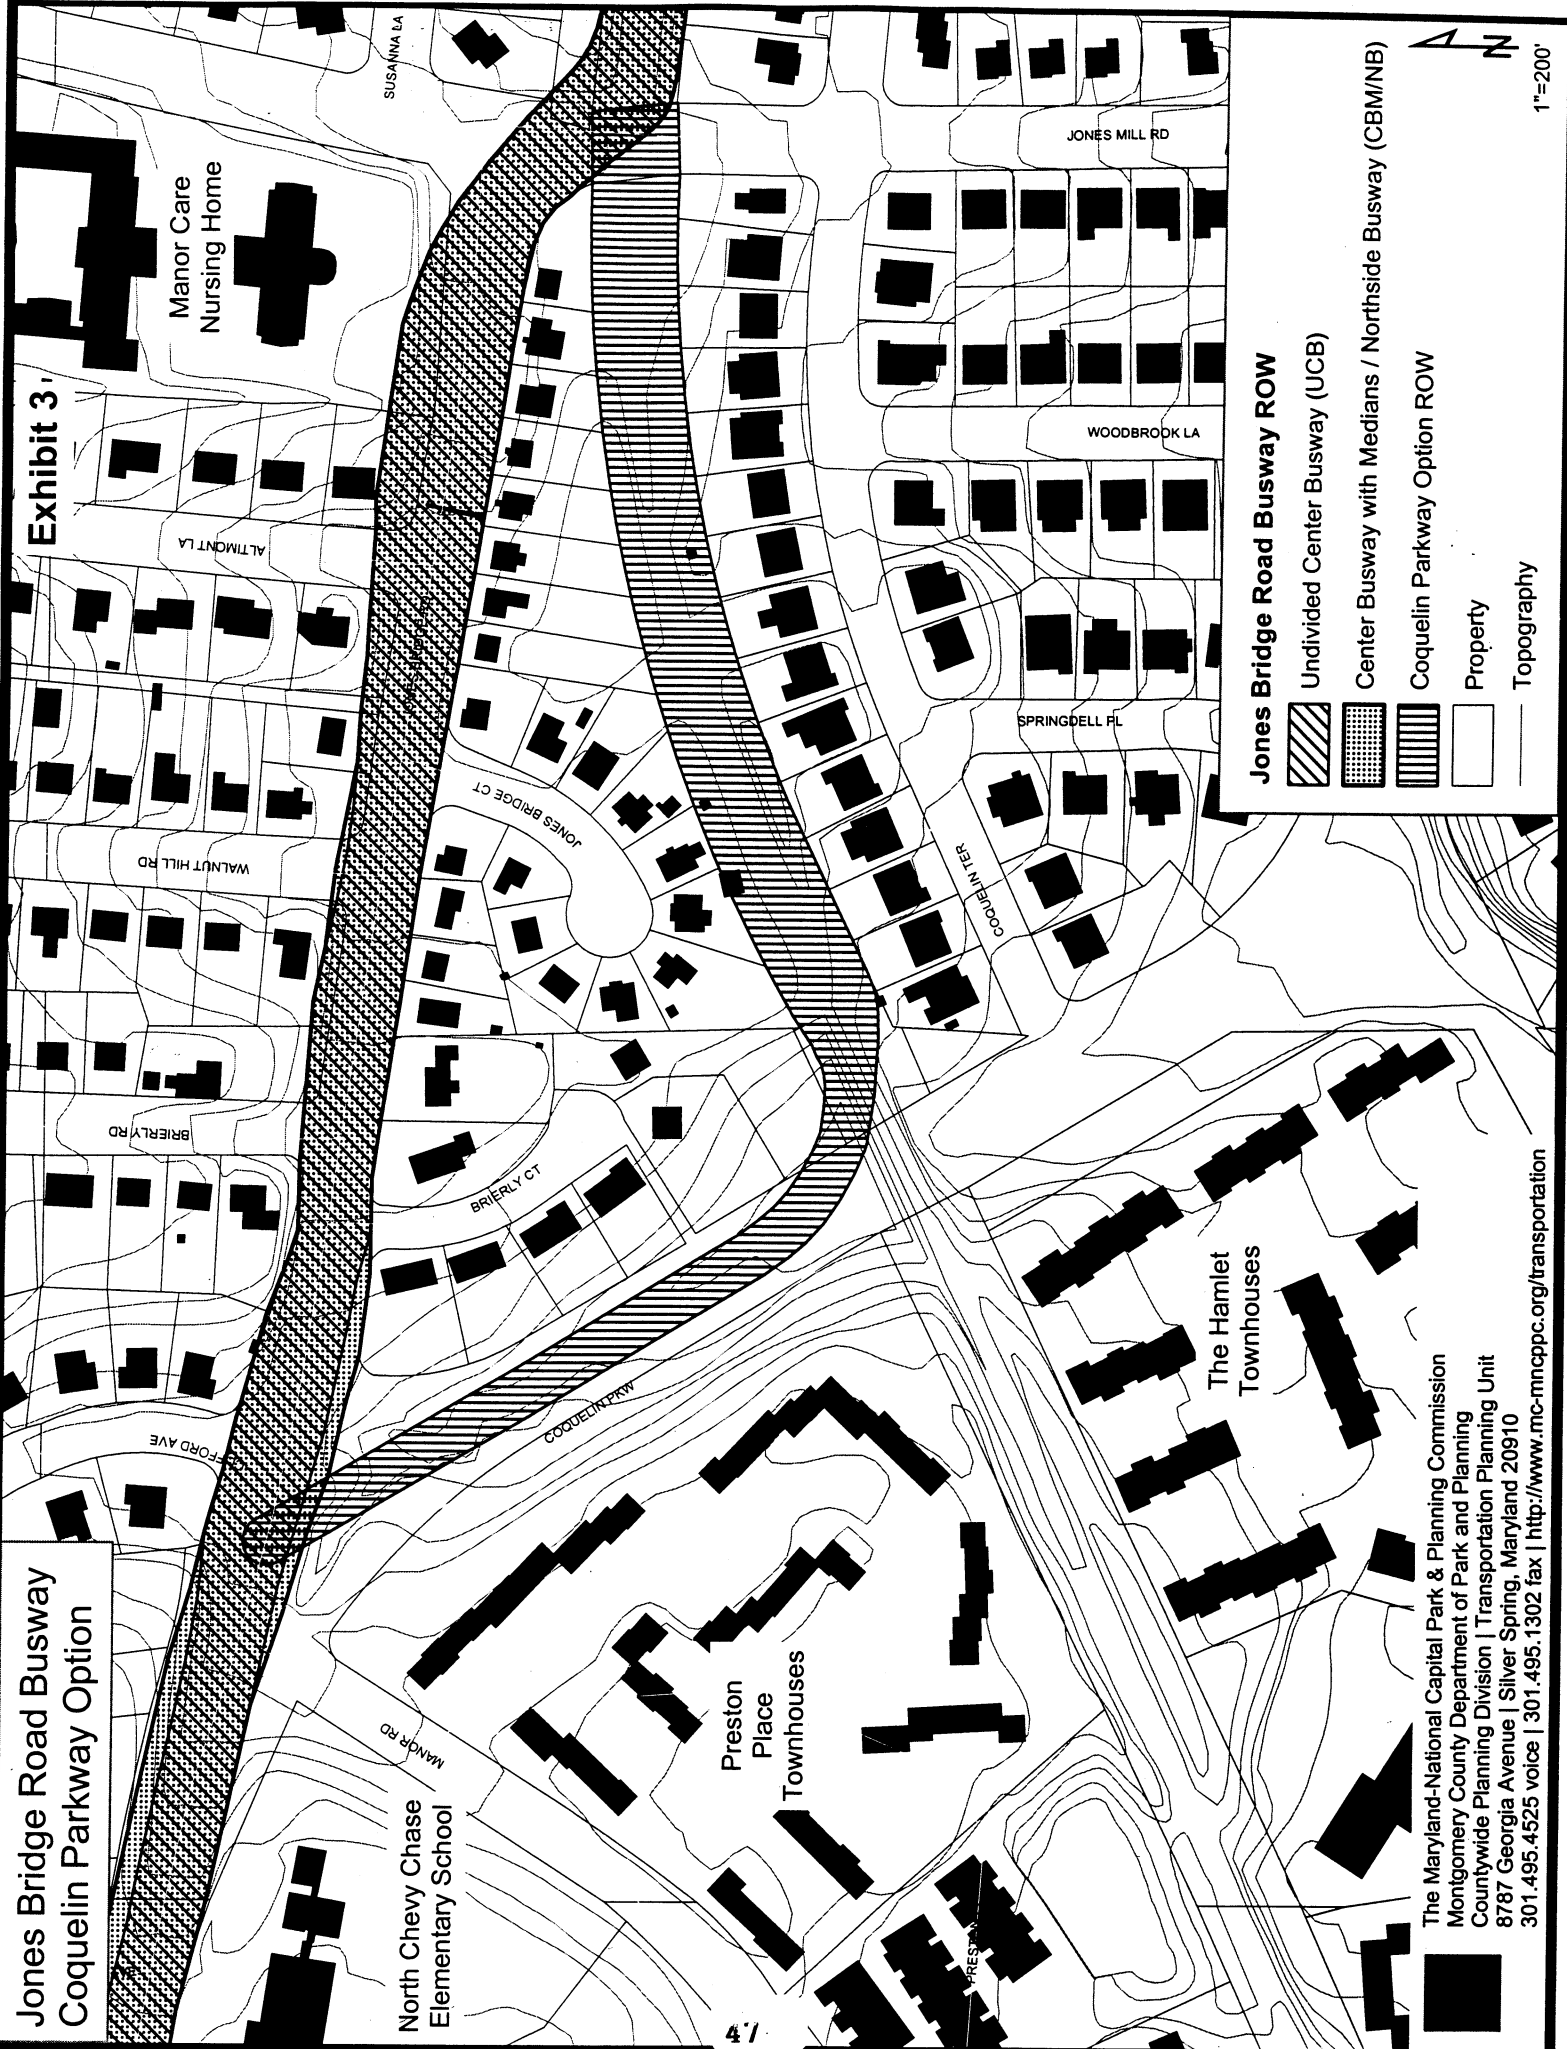 Jones Bridge Road Busway
Coquelin Parkway Option
Exhibit 3
Manor Care
Nursing Home
SUSANNA LA
ALTIMONT LA
WALNUT HILL RD
BRIERLY RD
MANOR RD
JONES BRIDGE CT
BRIERLY CT
COQUELIN PKW
COQUELIN TER
SPRINGDELL PL
WOODBROOK LA
JONES MILL RD
North Chevy Chase
Elementary School
Preston
Place
Townhouses
The Hamlet
Townhouses
Jones Bridge Road Busway ROW
Undivided Center Busway (UCB)
Center Busway with Medians / Northside Busway (CBM/NB)
Coquelin Parkway Option ROW
Property
Topography
N
1"=200'
The Maryland-National Capital Park & Planning Commission
Montgomery County Department of Park and Planning
Countywide Planning Division | Transportation Planning Unit
8787 Georgia Avenue | Silver Spring, Maryland 20910
301.495.4525 voice | 301.495.1302 fax | http://www.mc-mncppc.org/transportation
47